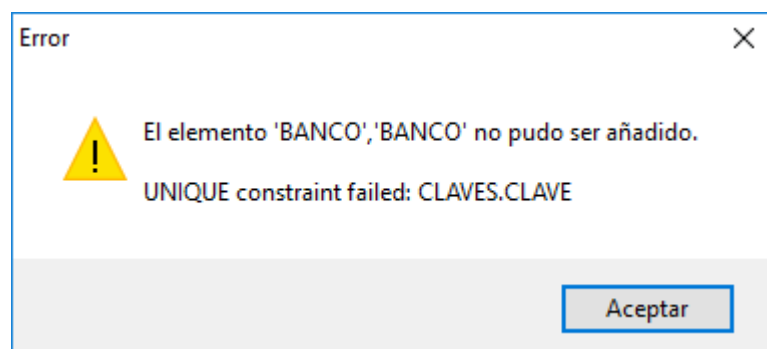 Error
El elemento 'BANCO','BANCO' no pudo ser añadido.
UNIQUE constraint failed: CLAVES.CLAVE
Aceptar